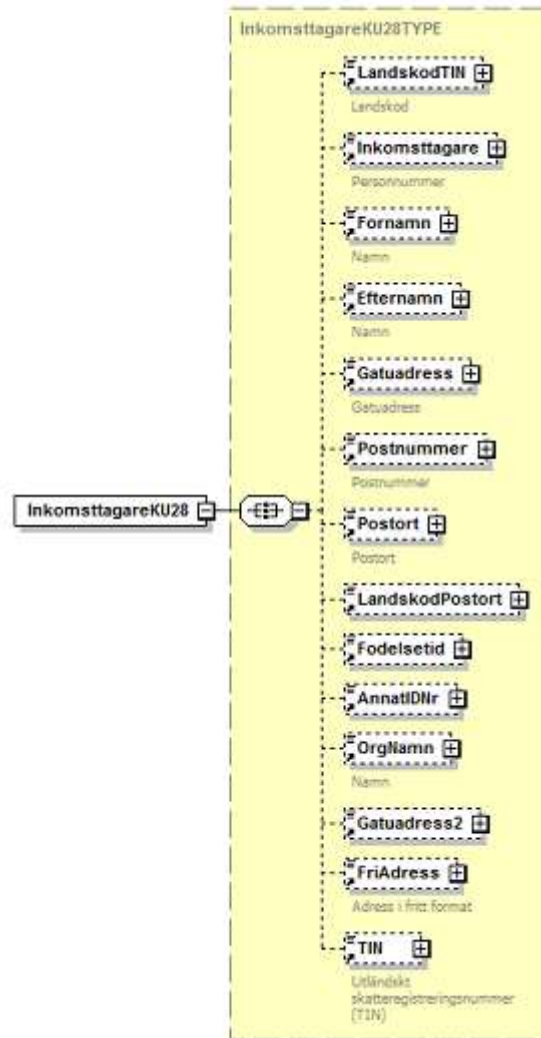 InkomsttagareKU28TYPE
LandskodTIN
Landskod
Inkomsttagare
Personnummer
Fornamn
Namn
Efternamn
Namn
Gatuadress
Gatuadress
Postnummer
Postnummer
InkomsttagareKU28
Postort
Postort
LandskodPostort
Fodelsetid
AnnatIDNr
OrgNamn
Namn
Gatuadress2
FriAdress
Adress i fritt format
TIN
Utländskt
skatteregistreringsnummer
(TIN)